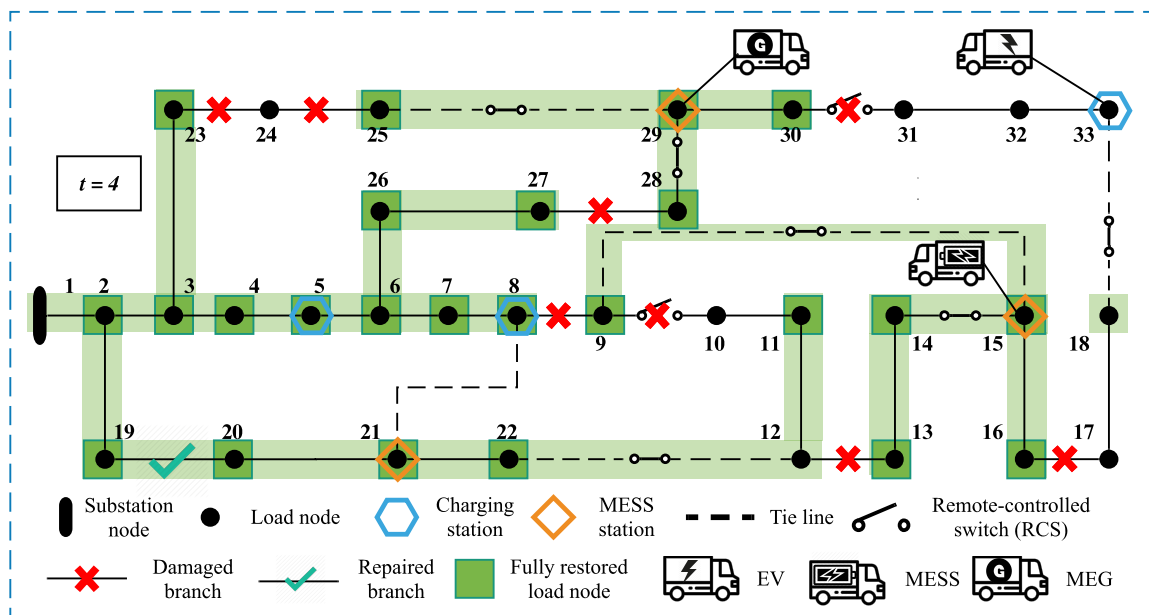 G
23
24
25
29
30
31
32
33
t = 4
26
27
28
1
2
3
4
5
6
7
8
9
10
11
14
15
18
19
20
21
22
12
13
16
17
Substation
node
Load node
Charging
station
MESS
station
Tie line
Remote-controlled
switch (RCS)
Damaged
branch
Repaired
branch
Fully restored
load node
EV
MESS
G
MEG